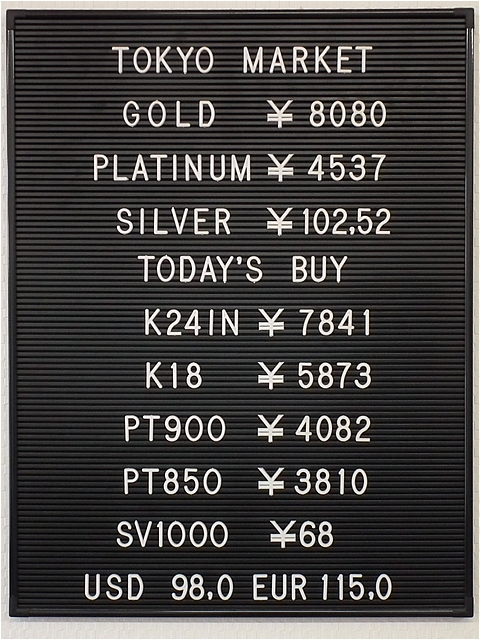 TOKYO MARKET
GOLD ¥ 8080
PLATINUM ¥ 4537
SILVER ¥ 102,52
TODAY'S BUY
K24IN ¥ 7841
K18 ¥ 5873
PT900 ¥ 4082
PT850 ¥ 3810
SV1000 ¥68
USD 98,0 EUR 115,0